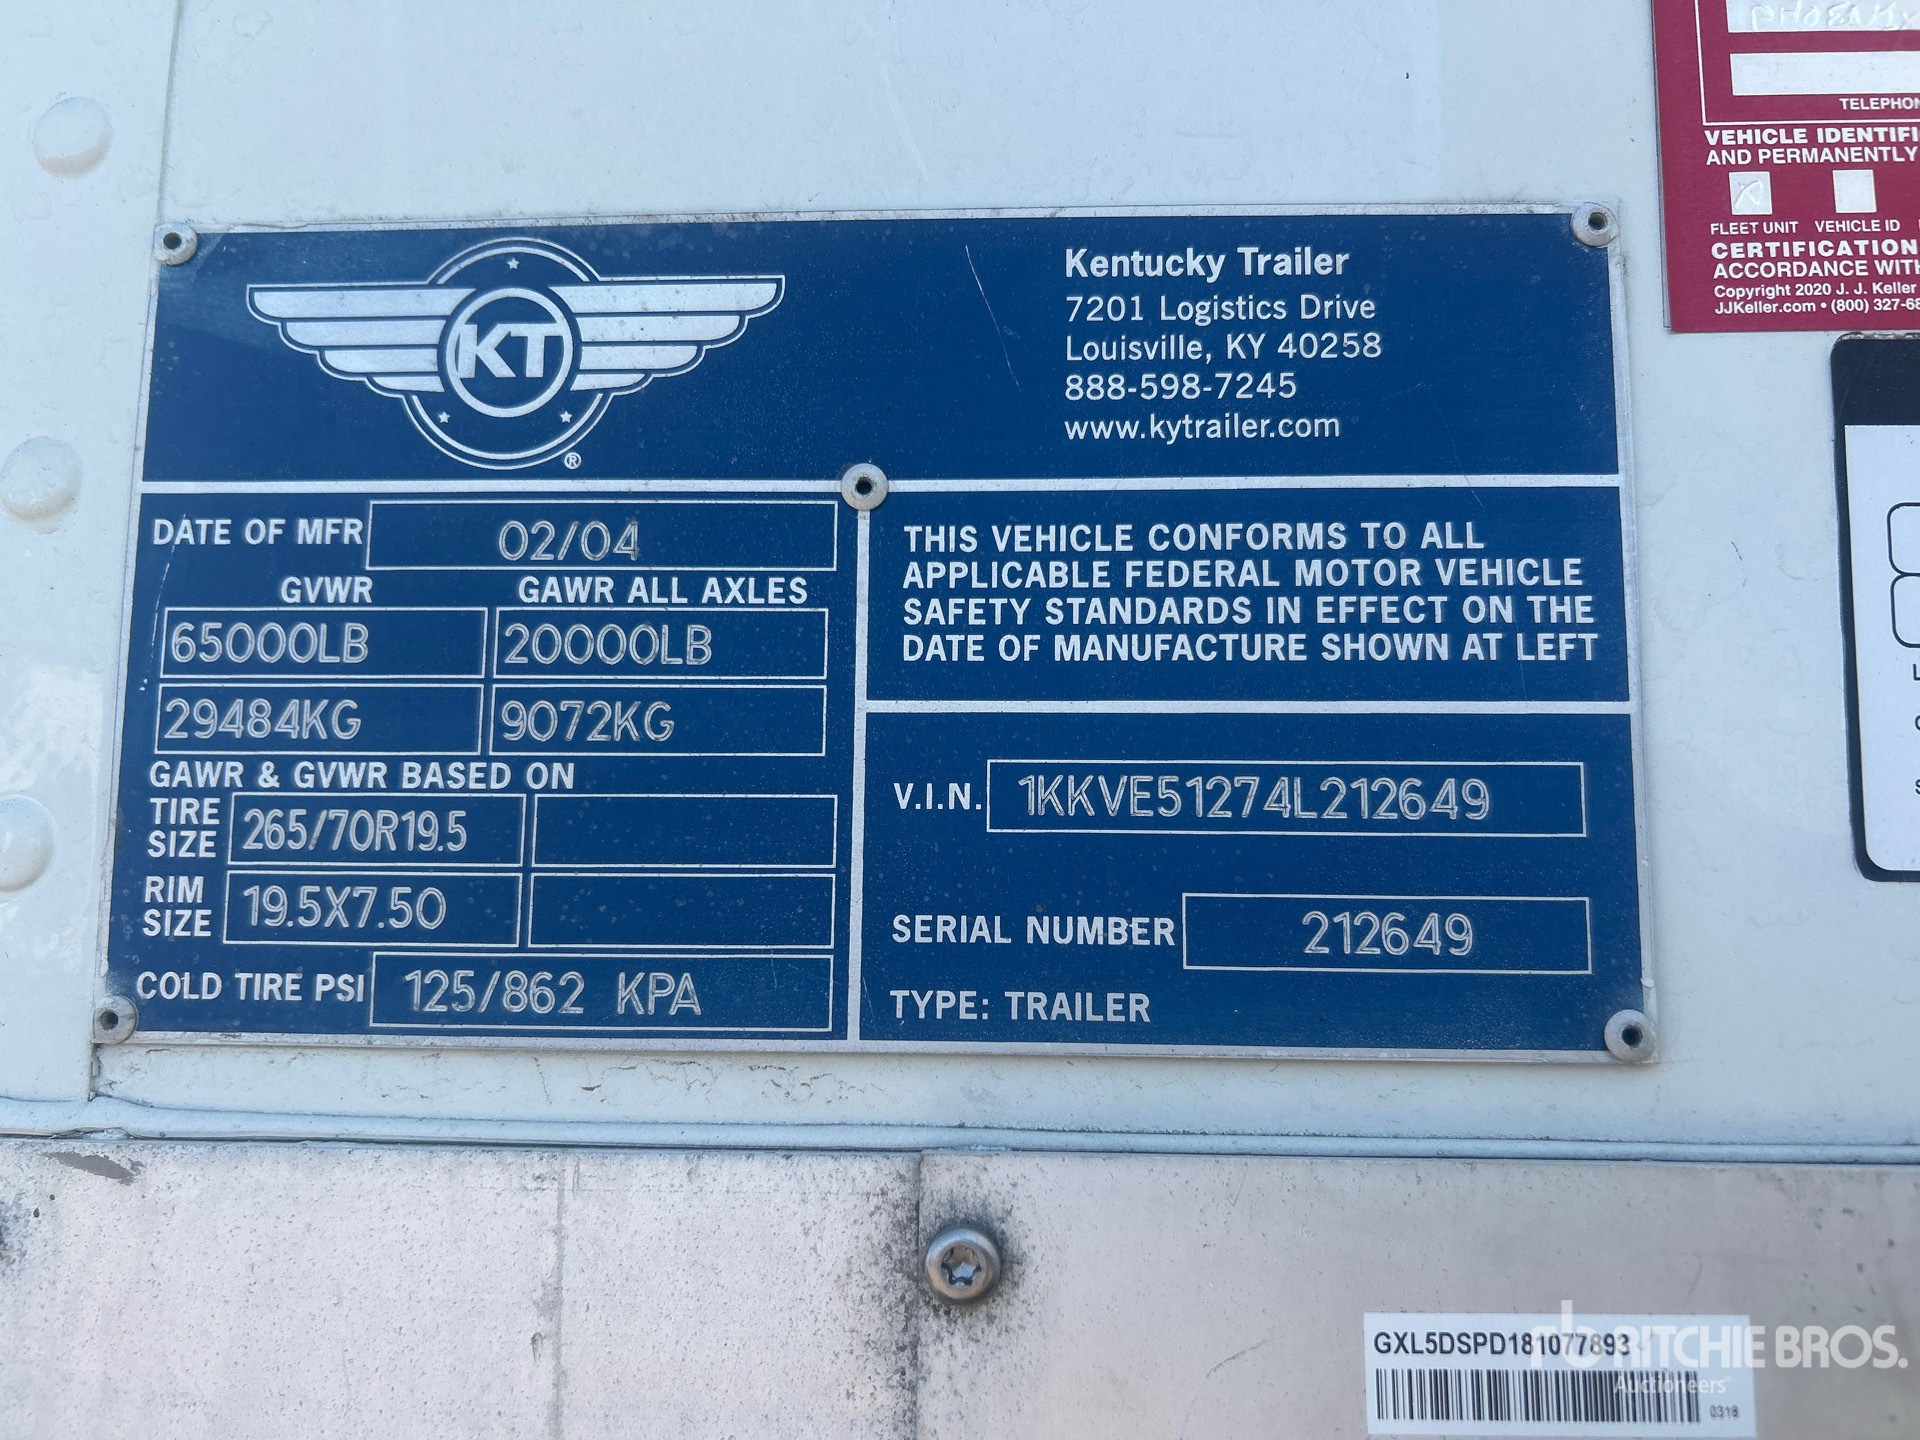 KT
®
Kentucky Trailer
7201 Logistics Drive
Louisville, KY 40258
888-598-7245
www.kytrailer.com
DATE OF MFR 02/04
GVWR GAWR ALL AXLES
65000LB 20000LB
29484KG 9072KG
GAWR & GVWR BASED ON
TIRE SIZE 265/70R19.5
RIM SIZE 19.5X7.50
COLD TIRE PSI 125/862 KPA
THIS VEHICLE CONFORMS TO ALL
APPLICABLE FEDERAL MOTOR VEHICLE
SAFETY STANDARDS IN EFFECT ON THE
DATE OF MANUFACTURE SHOWN AT LEFT
V.I.N. 1KKVE51274L212649
SERIAL NUMBER 212649
TYPE: TRAILER
VEHICLE
AND PERMANENTLY
FLEET UNIT VEHICLE ID
CERTIFICATION
ACCORDANCE
Copyright 2020 J. J. Keller
JJKeller.com • (800)
GXL5DSPD181077893
0318
rb RITCHIE BROS.
Auctioneers